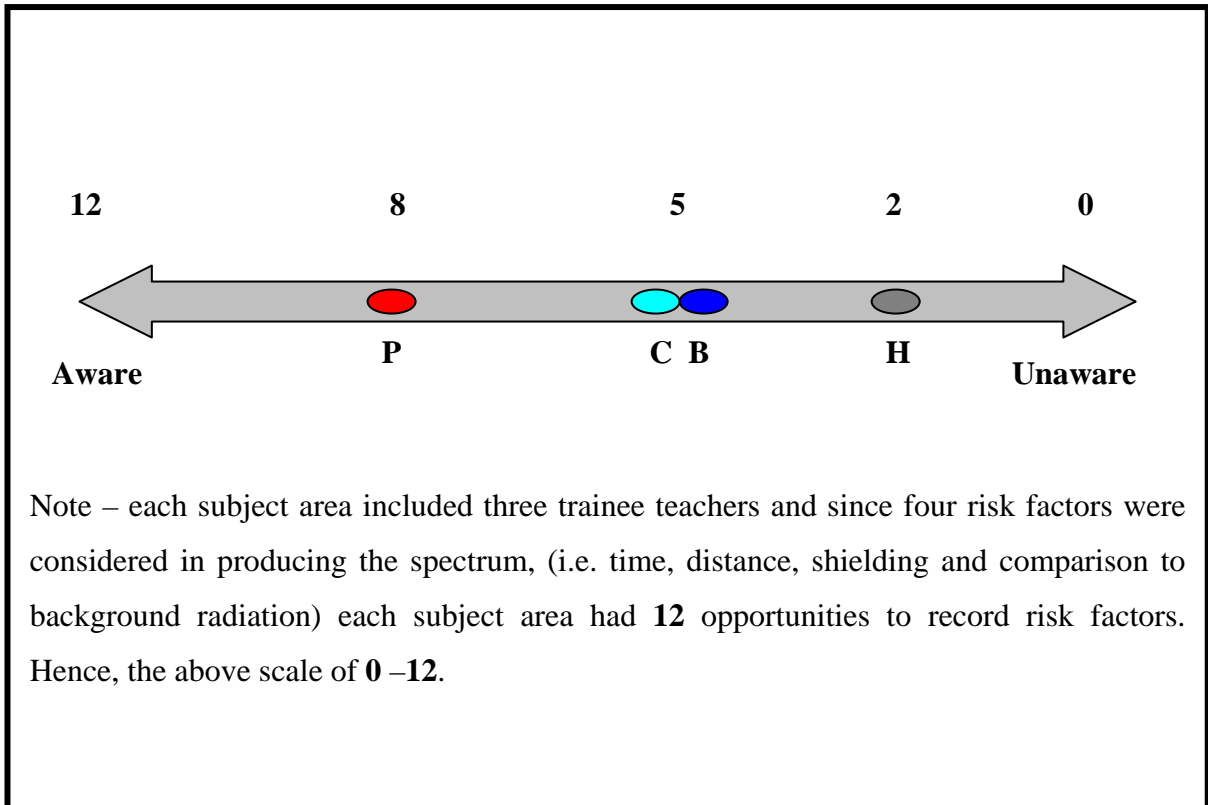 12 8 5 2 0
P C B H
Aware Unaware
Note – each subject area included three trainee teachers and since four risk factors were
considered in producing the spectrum, (i.e. time, distance, shielding and comparison to
background radiation) each subject area had 12 opportunities to record risk factors.
Hence, the above scale of 0 –12.